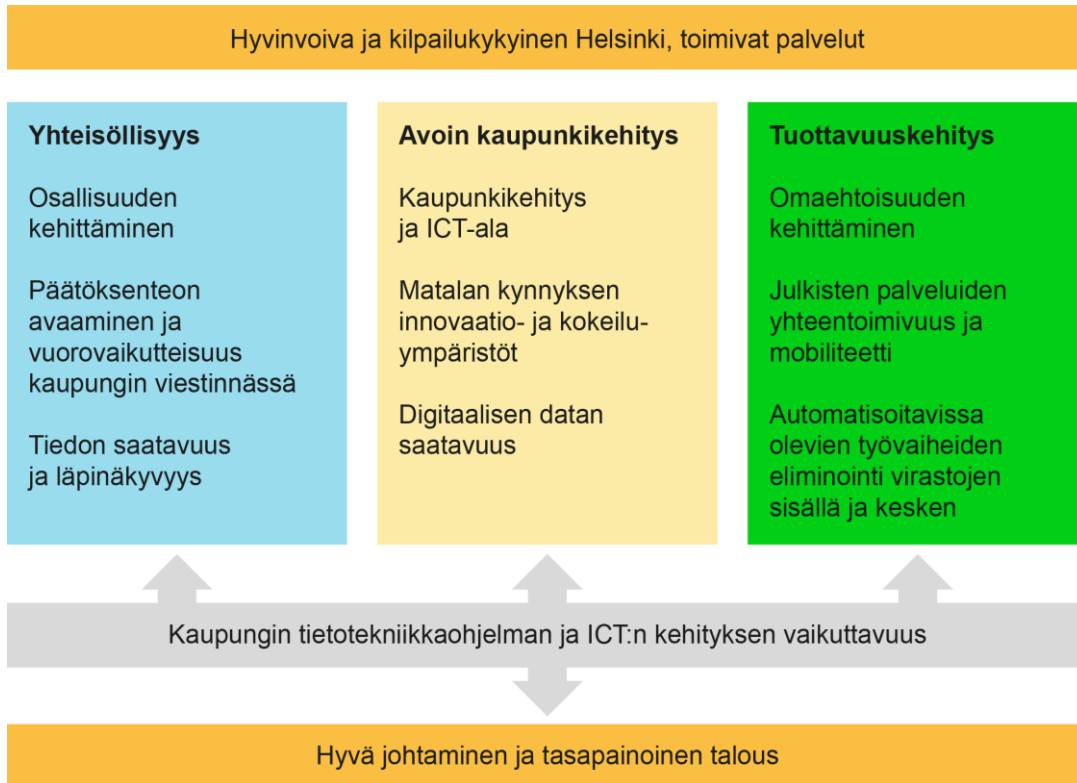 Hyvinvoiva ja kilpailukykyinen Helsinki, toimivat palvelut
Yhteisöllisyys
Osallisuuden
kehittäminen
Päätöksenteon
avaaminen ja
vuorovaikutteisuus
kaupungin viestinnässä
Tiedon saatavuus
ja läpinäkyvyys
Avoin kaupunkikehitys
Kaupunkikehitys
ja ICT-ala
Matalan kynnyksen
innovaatio- ja kokeilu-
ympäristöt
Digitaalisen datan
saatavuus
Tuottavuuskehitys
Omaehtoisuuden
kehittäminen
Julkisten palveluiden
yhteentoimivuus ja
mobiliteetti
Automatisoitavissa
olevien työvaiheiden
eliminointi virastojen
sisällä ja kesken
Kaupungin tietotekniikkaohjelman ja ICT:n kehityksen vaikuttavuus
Hyvä johtaminen ja tasapainoinen talous